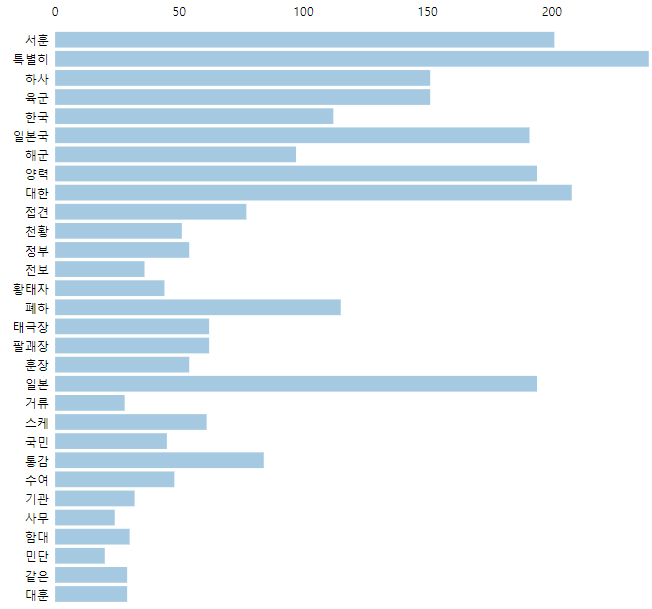 0 50 100 150 200
서훈
특별히
하사
육군
한국
일본국
해군
양력
대한
접견
천황
정부
전보
황태자
폐하
태극장
팔괘장
훈장
일본
거류
스케
국민
통감
수여
기관
사무
함대
민단
같은
대훈